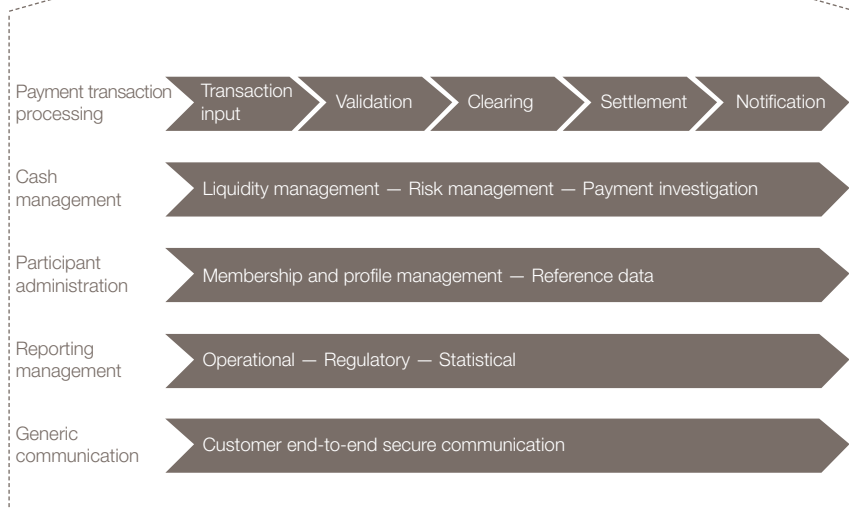 Payment transaction
processing
Transaction
input
Validation
Clearing
Settlement
Notification
Cash
management
Liquidity management — Risk management — Payment investigation
Participant
administration
Membership and profile management — Reference data
Reporting
management
Operational — Regulatory — Statistical
Generic
communication
Customer end-to-end secure communication